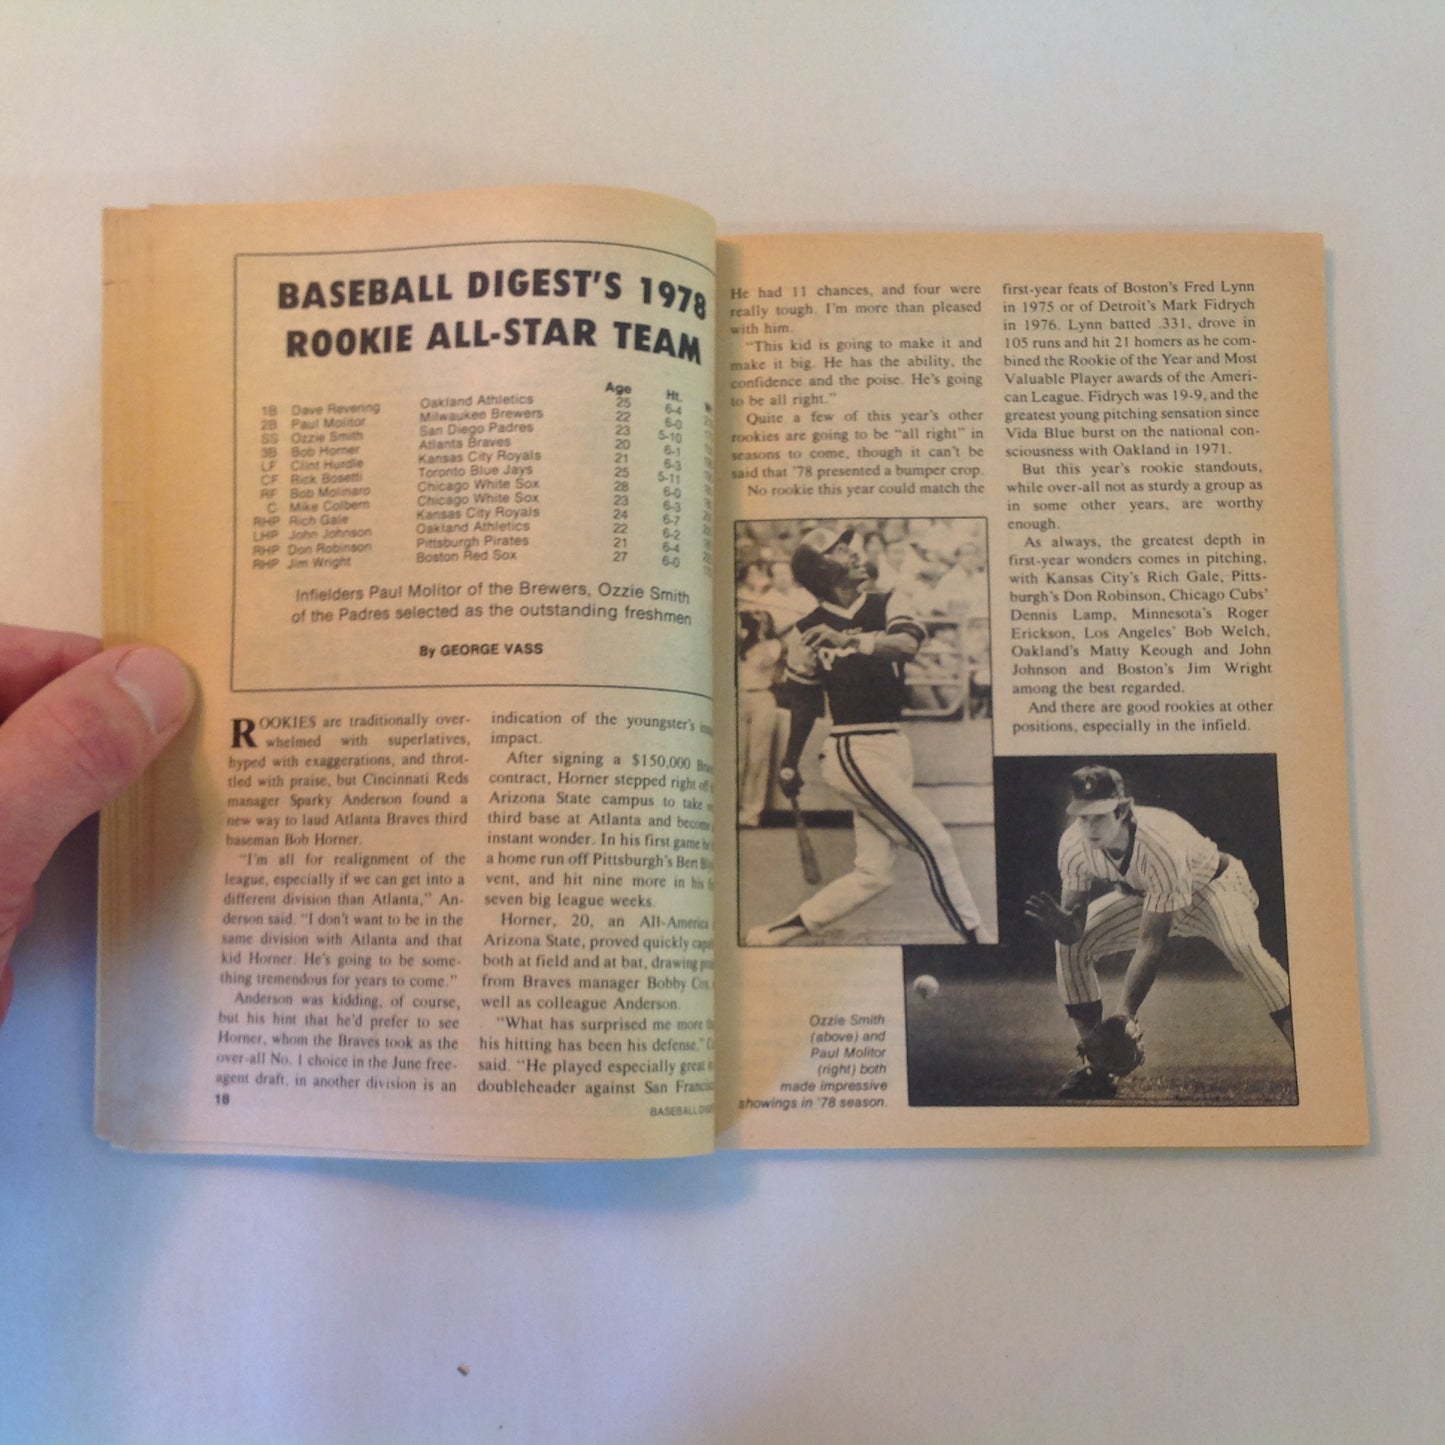 BASEBALL DIGEST'S 1978
ROOKIE ALL-STAR TEAM
Age Ht.
1B Dave Revering Oakland Athletics 25 6-4
2B Paul Molitor Milwaukee Brewers 22 6-0
SS Ozzie Smith San Diego Padres 23 5-10
3B Bob Horner Atlanta Braves 20 6-1
LF Clint Hurdle Kansas City Royals 21 6-3
CF Rick Bosetti Toronto Blue Jays 25 5-11
RF Bob Molinaro Chicago White Sox 28 6-0
C Mike Colbern Chicago White Sox 23 6-3
RHP Rich Gale Kansas City Royals 24 6-7
LHP John Johnson Oakland Athletics 22 6-2
RHP Don Robinson Pittsburgh Pirates 21 6-4
RHP Jim Wright Boston Red Sox 27 6-0
Infielders Paul Molitor of the Brewers, Ozzie Smith
of the Padres selected as the outstanding freshmen
By GEORGE VASS
ROOKIES are traditionally over-
whelmed with superlatives,
hyped with exaggerations, and throt-
tled with praise, but Cincinnati Reds
manager Sparky Anderson found a
new way to laud Atlanta Braves third
baseman Bob Horner.
"I'm all for realignment of the
league, especially if we can get into a
different division than Atlanta," An-
derson said. "I don't want to be in the
same division with Atlanta and that
kid Horner. He's going to be some-
thing tremendous for years to come."
Anderson was kidding, of course,
but his hint that he'd prefer to see
Horner, whom the Braves took as the
over-all No. 1 choice in the June free-
agent draft, in another division is an
18
indication of the youngster's
impact.
After signing a $150,000
contract, Horner stepped right
Arizona State campus to take
third base at Atlanta and become
instant wonder. In his first game
a home run off Pittsburgh's Bert
vent, and hit nine more in his
seven big league weeks.
Horner, 20, an All-America
Arizona State, proved quickly
both at field and at bat, drawing
from Braves manager Bobby Cox,
well as colleague Anderson.
"What has surprised me more
his hitting has been his defense,"
said. "He played especially great
doubleheader against San
BASEBALL
He had 11 chances, and four were
really tough. I'm more than pleased
with him.
"This kid is going to make it and
make it big. He has the ability, the
confidence and the poise. He's going
to be all right."
Quite a few of this year's other
rookies are going to be "all right" in
seasons to come, though it can't be
said that '78 presented a bumper crop.
No rookie this year could match the
first-year feats of Boston's Fred Lynn
in 1975 or of Detroit's Mark Fidrych
in 1976. Lynn batted .331, drove in
105 runs and hit 21 homers as he com-
bined the Rookie of the Year and Most
Valuable Player awards of the Ameri-
can League. Fidrych was 19-9, and the
greatest young pitching sensation since
Vida Blue burst on the national con-
sciousness with Oakland in 1971.
But this year's rookie standouts,
while over-all not as sturdy a group as
in some other years, are worthy
enough.
As always, the greatest depth in
first-year wonders comes in pitching,
with Kansas City's Rich Gale, Pitts-
burgh's Don Robinson, Chicago Cubs'
Dennis Lamp, Minnesota's Roger
Erickson, Los Angeles' Bob Welch,
Oakland's Matty Keough and John
Johnson and Boston's Jim Wright
among the best regarded.
And there are good rookies at other
positions, especially in the infield.
Ozzie Smith
(above) and
Paul Molitor
(right) both
made impressive
showings in '78 season.